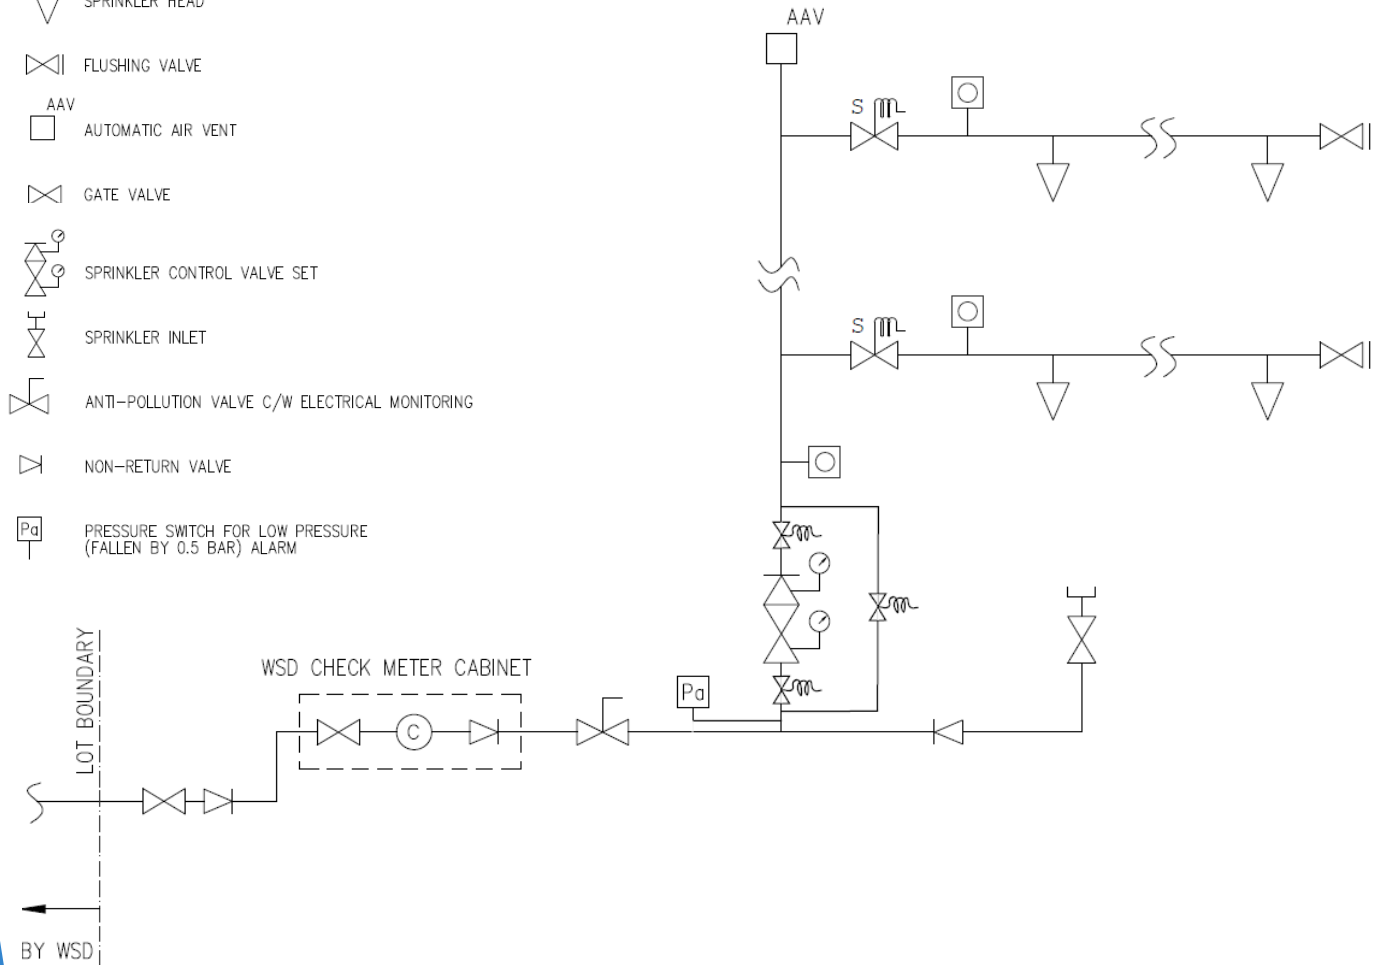 SPRINKLER HEAD
FLUSHING VALVE
AAV
AUTOMATIC AIR VENT
GATE VALVE
SPRINKLER CONTROL VALVE SET
SPRINKLER INLET
ANTI-POLLUTION VALVE C/W ELECTRICAL MONITORING
NON-RETURN VALVE
Pa
PRESSURE SWITCH FOR LOW PRESSURE
(FALLEN BY 0.5 BAR) ALARM
LOT BOUNDARY
BY WSD
WSD CHECK METER CABINET
C
Pa
AAV
S
S